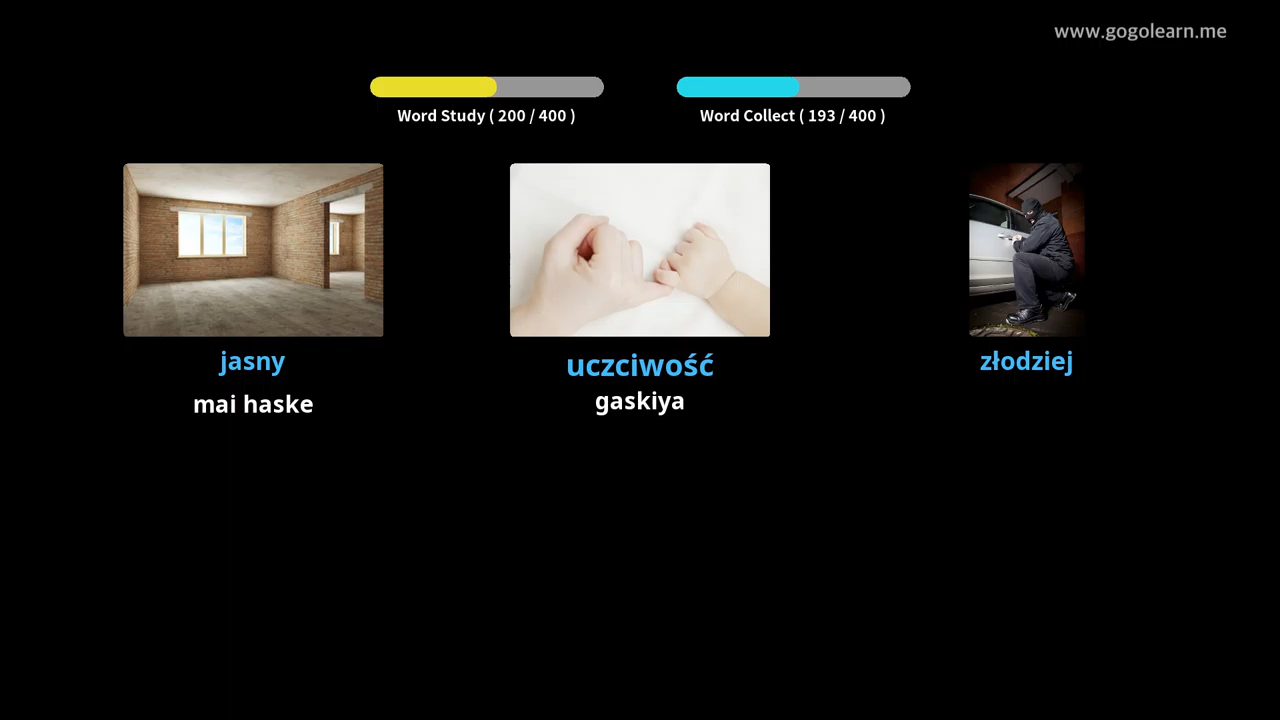 www.gogolearn.me
Word Study ( 200 / 400 )
Word Collect ( 193 / 400 )
jasny
uczciwość
złodziej
mai haske
gaskiya